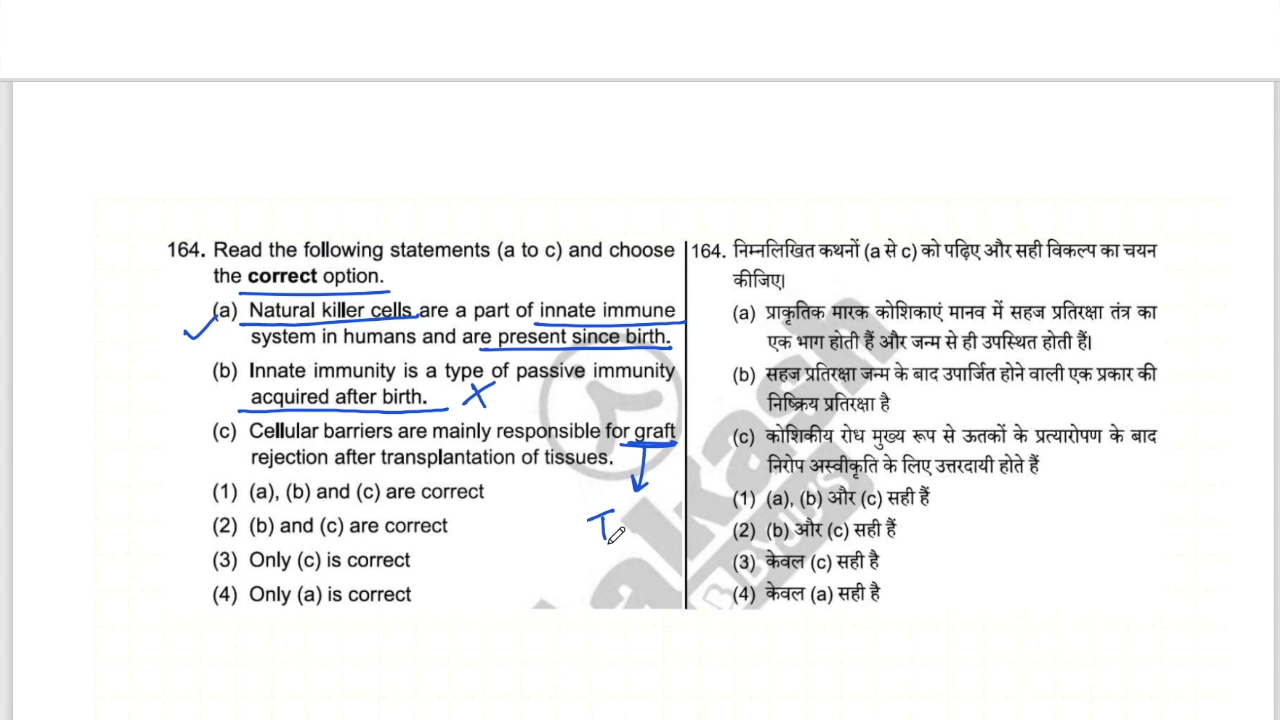 164. Read the following statements (a to c) and choose
the correct option.
(a) Natural killer cells are a part of innate immune
system in humans and are present since birth.
(b) Innate immunity is a type of passive immunity
acquired after birth.
(c) Cellular barriers are mainly responsible for graft
rejection after transplantation of tissues.
T
(1) (a), (b) and (c) are correct
(2) (b) and (c) are correct
(3) Only (c) is correct
(4) Only (a) is correct
164. निम्नलिखित कथनों (a से c) को पढ़िए और सही विकल्प का चयन
कीजिए।
(a) प्राकृतिक मारक कोशिकाएं मानव में सहज प्रतिरक्षा तंत्र का
एक भाग होती हैं और जन्म से ही उपस्थित होती हैं।
(b) सहज प्रतिरक्षा जन्म के बाद उपार्जित होने वाली एक प्रकार की
निष्क्रिय प्रतिरक्षा है
(c) कोशिकीय रोध मुख्य रूप से ऊतकों के प्रत्यारोपण के बाद
निरोप अस्वीकृति के लिए उत्तरदायी होते हैं
(1) (a), (b) और (c) सही हैं
(2) (b) और (c) सही हैं
(3) केवल (c) सही है
(4) केवल (a) सही है